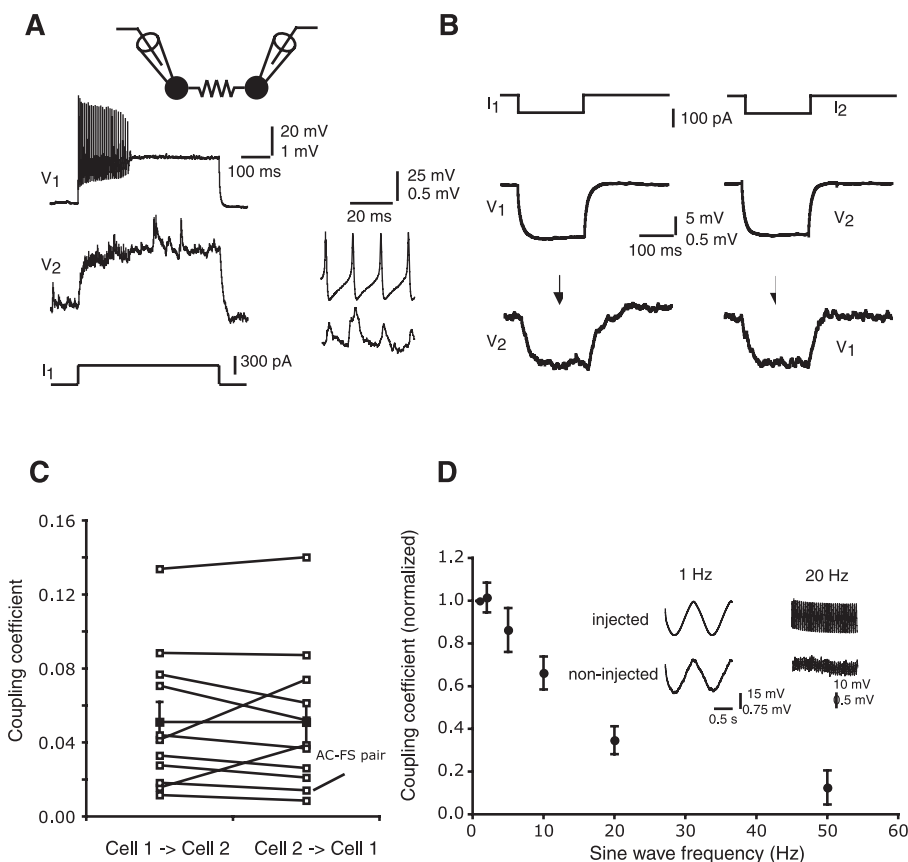 A
20 mV
1 mV
100 ms
V1
25 mV
0.5 mV
20 ms
V2
300 pA
I1
B
I1
100 pA
I2
V1
5 mV
0.5 mV
100 ms
V2
V2
V1
C
Coupling coefficient
0.16
0.12
0.08
0.04
0.00
AC-FS pair
Cell 1 -> Cell 2
Cell 2 -> Cell 1
D
Coupling coefficient (normalized)
1.2
1.0
0.8
0.6
0.4
0.2
0.0
1 Hz
20 Hz
injected
non-injected
15 mV
0.75 mV
0.5 s
10 mV
0.5 mV
0
10
20
30
40
50
60
Sine wave frequency (Hz)